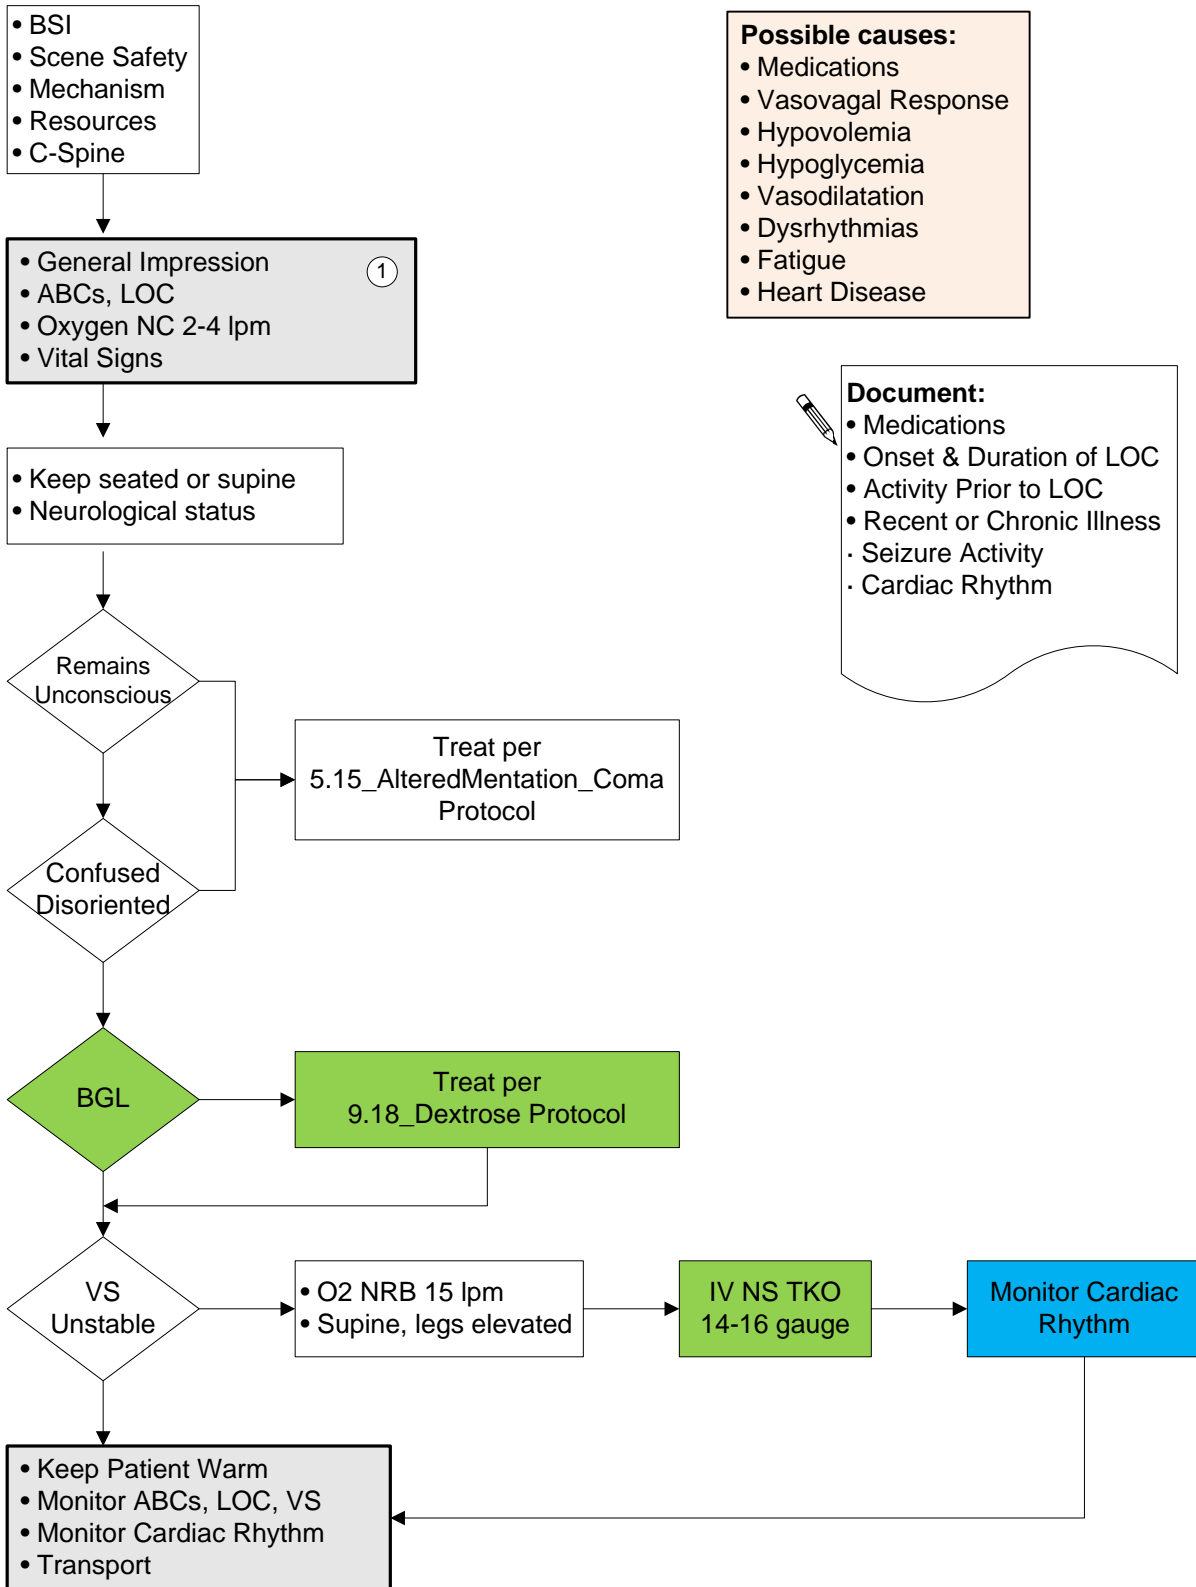 • BSI
• Scene Safety
• Mechanism
• Resources
• C-Spine
Possible causes:
• Medications
• Vasovagal Response
• Hypovolemia
• Hypoglycemia
• Vasodilatation
• Dysrhythmias
• Fatigue
• Heart Disease
• General Impression
1
• ABCs, LOC
• Oxygen NC 2-4 lpm
• Vital Signs
Document:
• Medications
• Onset & Duration of LOC
• Activity Prior to LOC
• Recent or Chronic Illness
· Seizure Activity
· Cardiac Rhythm
• Keep seated or supine
• Neurological status
Remains
Unconscious
Treat per
5.15_AlteredMentation_Coma
Protocol
Confused
Disoriented
BGL
Treat per
9.18_Dextrose Protocol
VS
Unstable
• O2 NRB 15 lpm
• Supine, legs elevated
IV NS TKO
14-16 gauge
Monitor Cardiac
Rhythm
• Keep Patient Warm
• Monitor ABCs, LOC, VS
• Monitor Cardiac Rhythm
• Transport